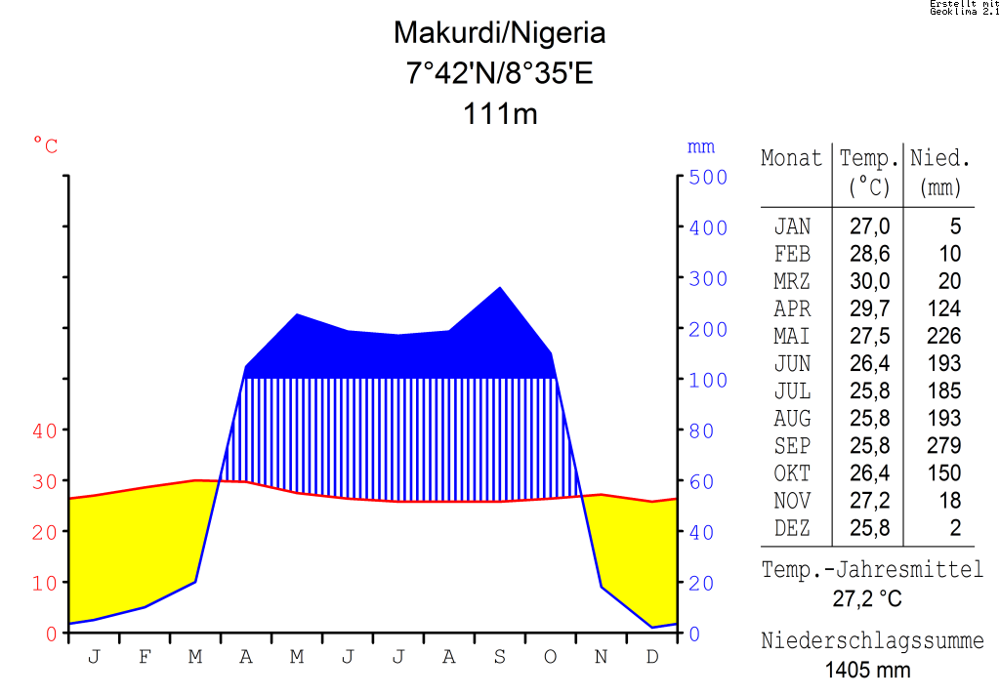 Erstellt mit
Geoklima 2.1
Makurdi/Nigeria
7°42'N/8°35'E
111m
°C
mm
500
400
300
200
100
40 80
30 60
20 40
10 20
0 0
J F M A M J J A S O N D
Monat Temp. Nied.
(°C) (mm)
JAN 27,0 5
FEB 28,6 10
MRZ 30,0 20
APR 29,7 124
MAI 27,5 226
JUN 26,4 193
JUL 25,8 185
AUG 25,8 193
SEP 25,8 279
OKT 26,4 150
NOV 27,2 18
DEZ 25,8 2
Temp.-Jahresmittel
27,2 °C
Niederschlagssumme
1405 mm